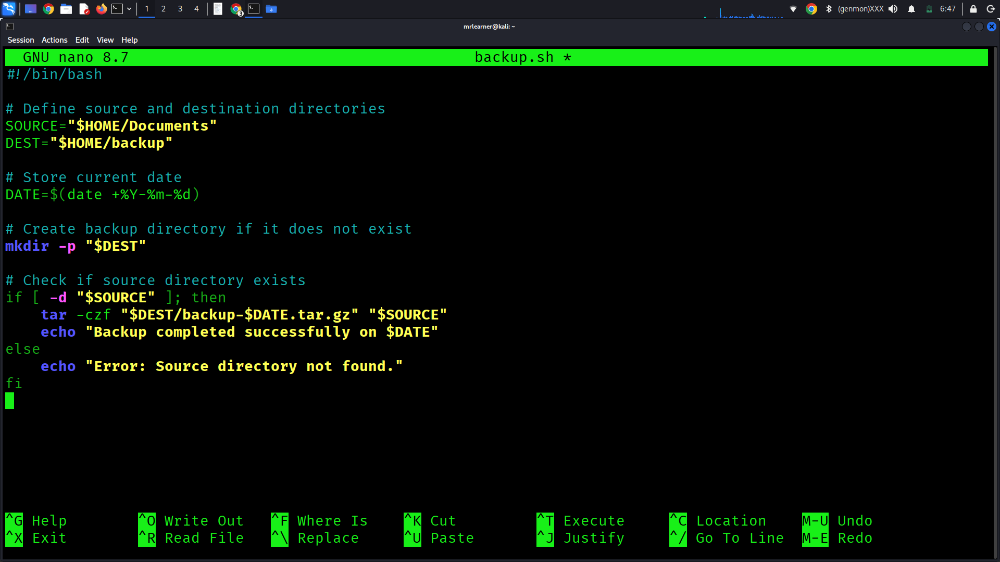 1 2 3 4 3 (genmon)XXX 6:47
mrlearner@kali: ~
Session Actions Edit View Help
GNU nano 8.7 backup.sh *
#!/bin/bash
# Define source and destination directories
SOURCE="$HOME/Documents"
DEST="$HOME/backup"
# Store current date
DATE=$(date +%Y-%m-%d)
# Create backup directory if it does not exist
mkdir -p "$DEST"
# Check if source directory exists
if [ -d "$SOURCE" ]; then
    tar -czf "$DEST/backup-$DATE.tar.gz" "$SOURCE"
    echo "Backup completed successfully on $DATE"
else
    echo "Error: Source directory not found."
fi
^G Help ^O Write Out ^F Where Is ^K Cut ^T Execute ^C Location M-U Undo
^X Exit ^R Read File ^\ Replace ^U Paste ^J Justify ^/ Go To Line M-E Redo